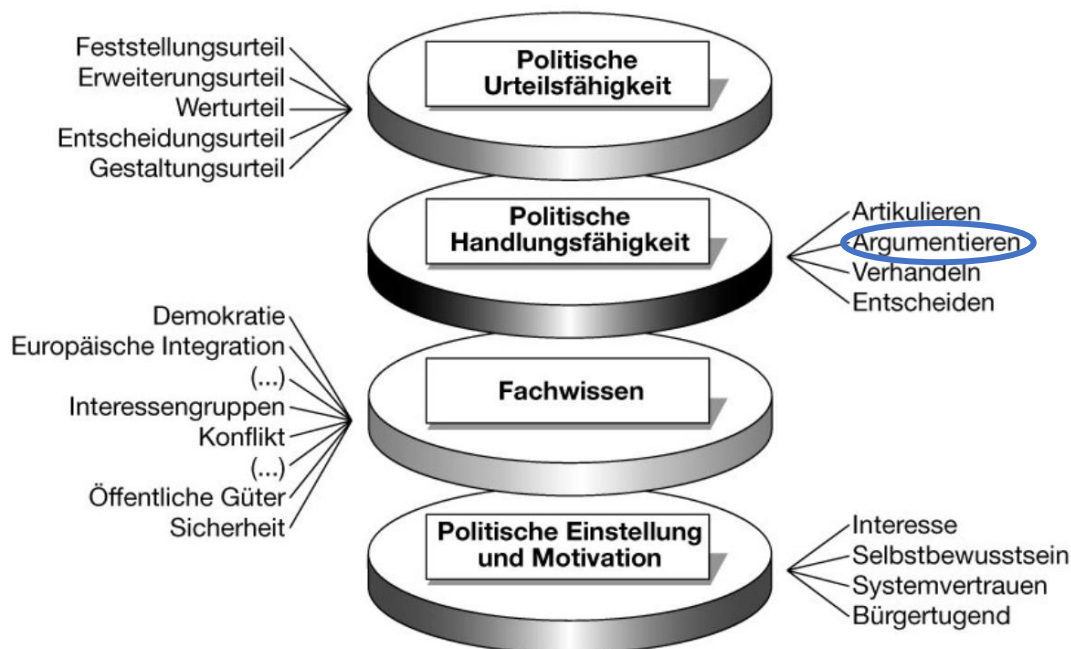 Feststellungsurteil
Erweiterungsurteil
Werturteil
Entscheidungsurteil
Gestaltungsurteil
Politische
Urteilsfähigkeit
Politische
Handlungsfähigkeit
Artikulieren
Argumentieren
Verhandeln
Entscheiden
Demokratie
Europäische Integration
(...)
Interessengruppen
Konflikt
(...)
Öffentliche Güter
Sicherheit
Fachwissen
Politische Einstellung
und Motivation
Interesse
Selbstbewusstsein
Systemvertrauen
Bürgertugend